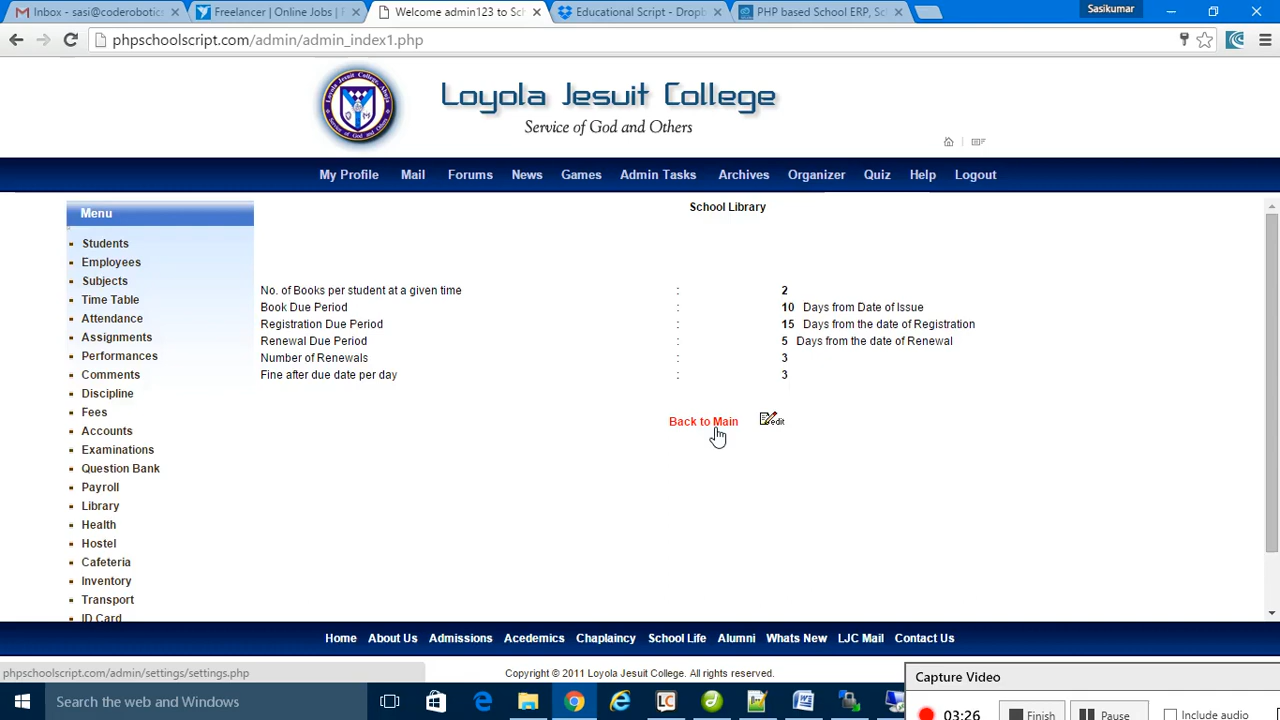 Inbox - sasi@coderobotics
Freelancer | Online Jobs |
Welcome admin123 to Sch
Educational Script - Dropb
PHP based School ERP, Sc
Sasikumar
phpschoolscript.com/admin/admin_index1.php
Loyola Jesuit College
Service of God and Others
My Profile Mail Forums News Games Admin Tasks Archives Organizer Quiz Help Logout
Menu
School Library
Students
Employees
Subjects
Time Table
Attendance
Assignments
Performances
Comments
Discipline
Fees
Accounts
Examinations
Question Bank
Payroll
Library
Health
Hostel
Cafeteria
Inventory
Transport
ID Card
No. of Books per student at a given time : 2
Book Due Period : 10 Days from Date of Issue
Registration Due Period : 15 Days from the date of Registration
Renewal Due Period : 5 Days from the date of Renewal
Number of Renewals : 3
Fine after due date per day : 3
Back to Main edit
Home About Us Admissions Acedemics Chaplaincy School Life Alumni Whats New LJC Mail Contact Us
phpschoolscript.com/admin/settings/settings.php
Copyright © 2011 Loyola Jesuit College. All rights reserved.
Capture Video
Search the web and Windows
03:26 Finish Pause Include audio